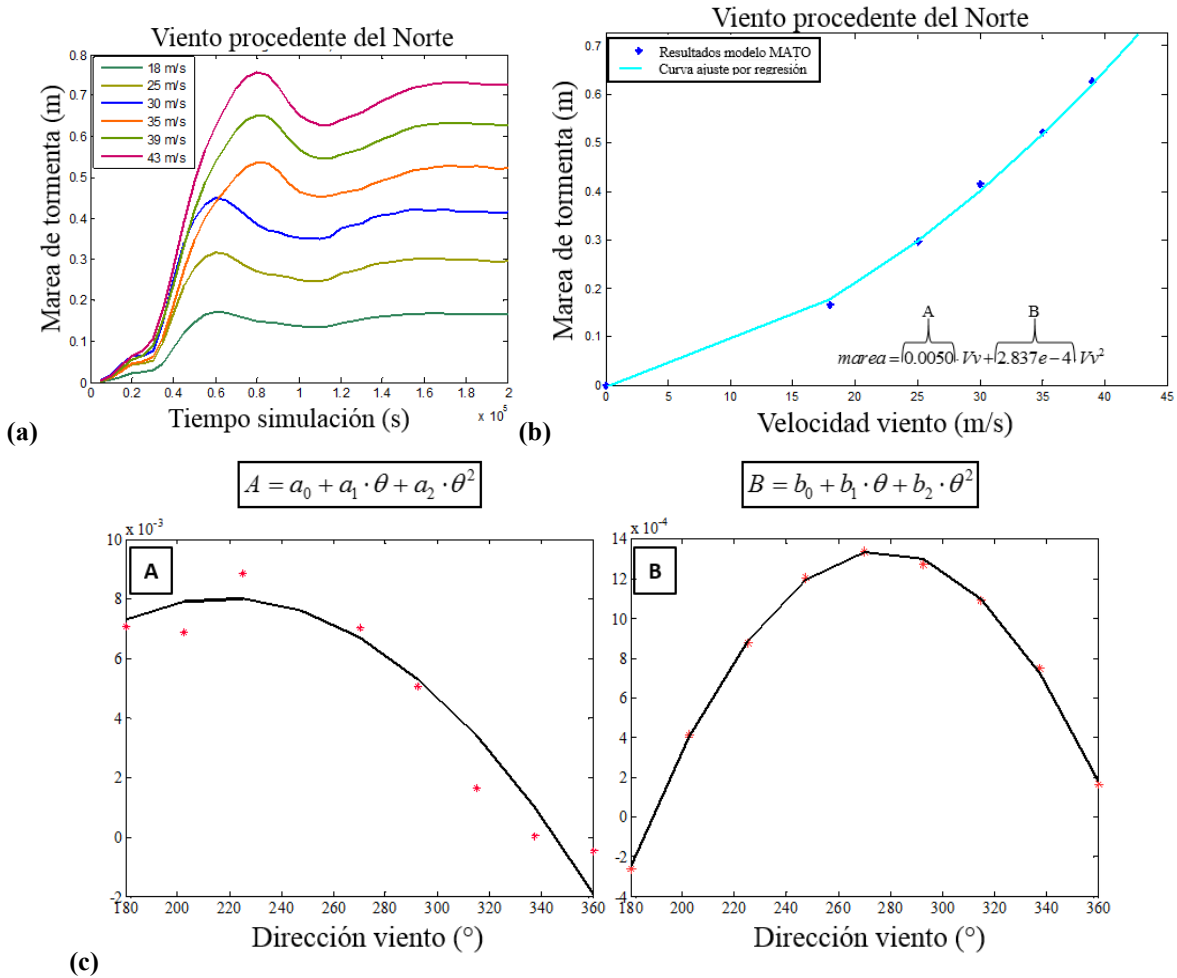 Viento procedente del Norte
Marea de tormenta (m)
0.8
0.7
0.6
0.5
0.4
0.3
0.2
0.1
0
18 m/s
25 m/s
30 m/s
35 m/s
39 m/s
43 m/s
0 0.2 0.4 0.6 0.8 1 1.2 1.4 1.6 1.8 2
x 10^5
Tiempo simulación (s)
(a)
Viento procedente del Norte
Marea de tormenta (m)
0.7
0.6
0.5
0.4
0.3
0.2
0.1
0
Resultados modelo MATO
Curva ajuste por regresión
A B
marea = 0.0050 Vv + 2.837e-4 Vv²
0 5 10 15 20 25 30 35 40 45
Velocidad viento (m/s)
(b)
A = a₀ + a₁ · θ + a₂ · θ²
x 10^-3
10
8
6
4
2
0
-2
A
180 200 220 240 260 280 300 320 340 360
Dirección viento (°)
B = b₀ + b₁ · θ + b₂ · θ²
x 10^-4
14
12
10
8
6
4
2
0
-2
-4
B
180 200 220 240 260 280 300 320 340 360
Dirección viento (°)
(c)